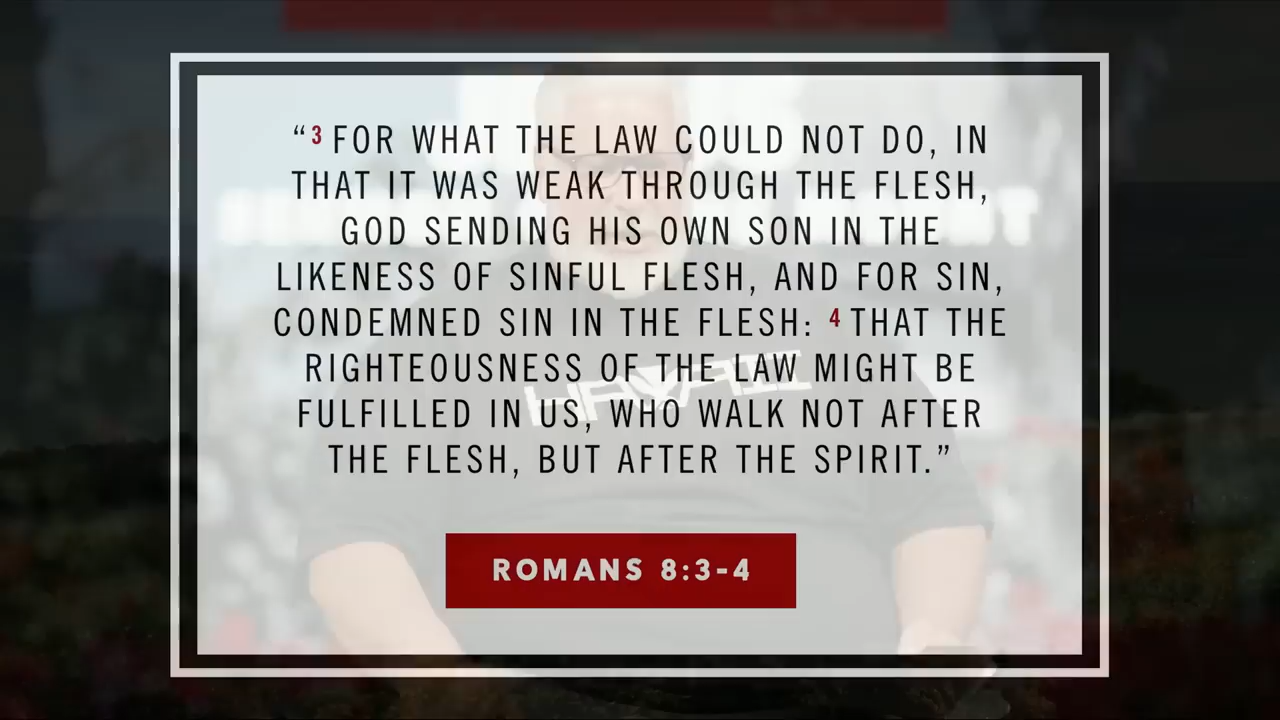 “3 FOR WHAT THE LAW COULD NOT DO, IN
THAT IT WAS WEAK THROUGH THE FLESH,
GOD SENDING HIS OWN SON IN THE
LIKENESS OF SINFUL FLESH, AND FOR SIN,
CONDEMNED SIN IN THE FLESH: 4 THAT THE
RIGHTEOUSNESS OF THE LAW MIGHT BE
FULFILLED IN US, WHO WALK NOT AFTER
THE FLESH, BUT AFTER THE SPIRIT.”
HAWAII
ROMANS 8:3-4